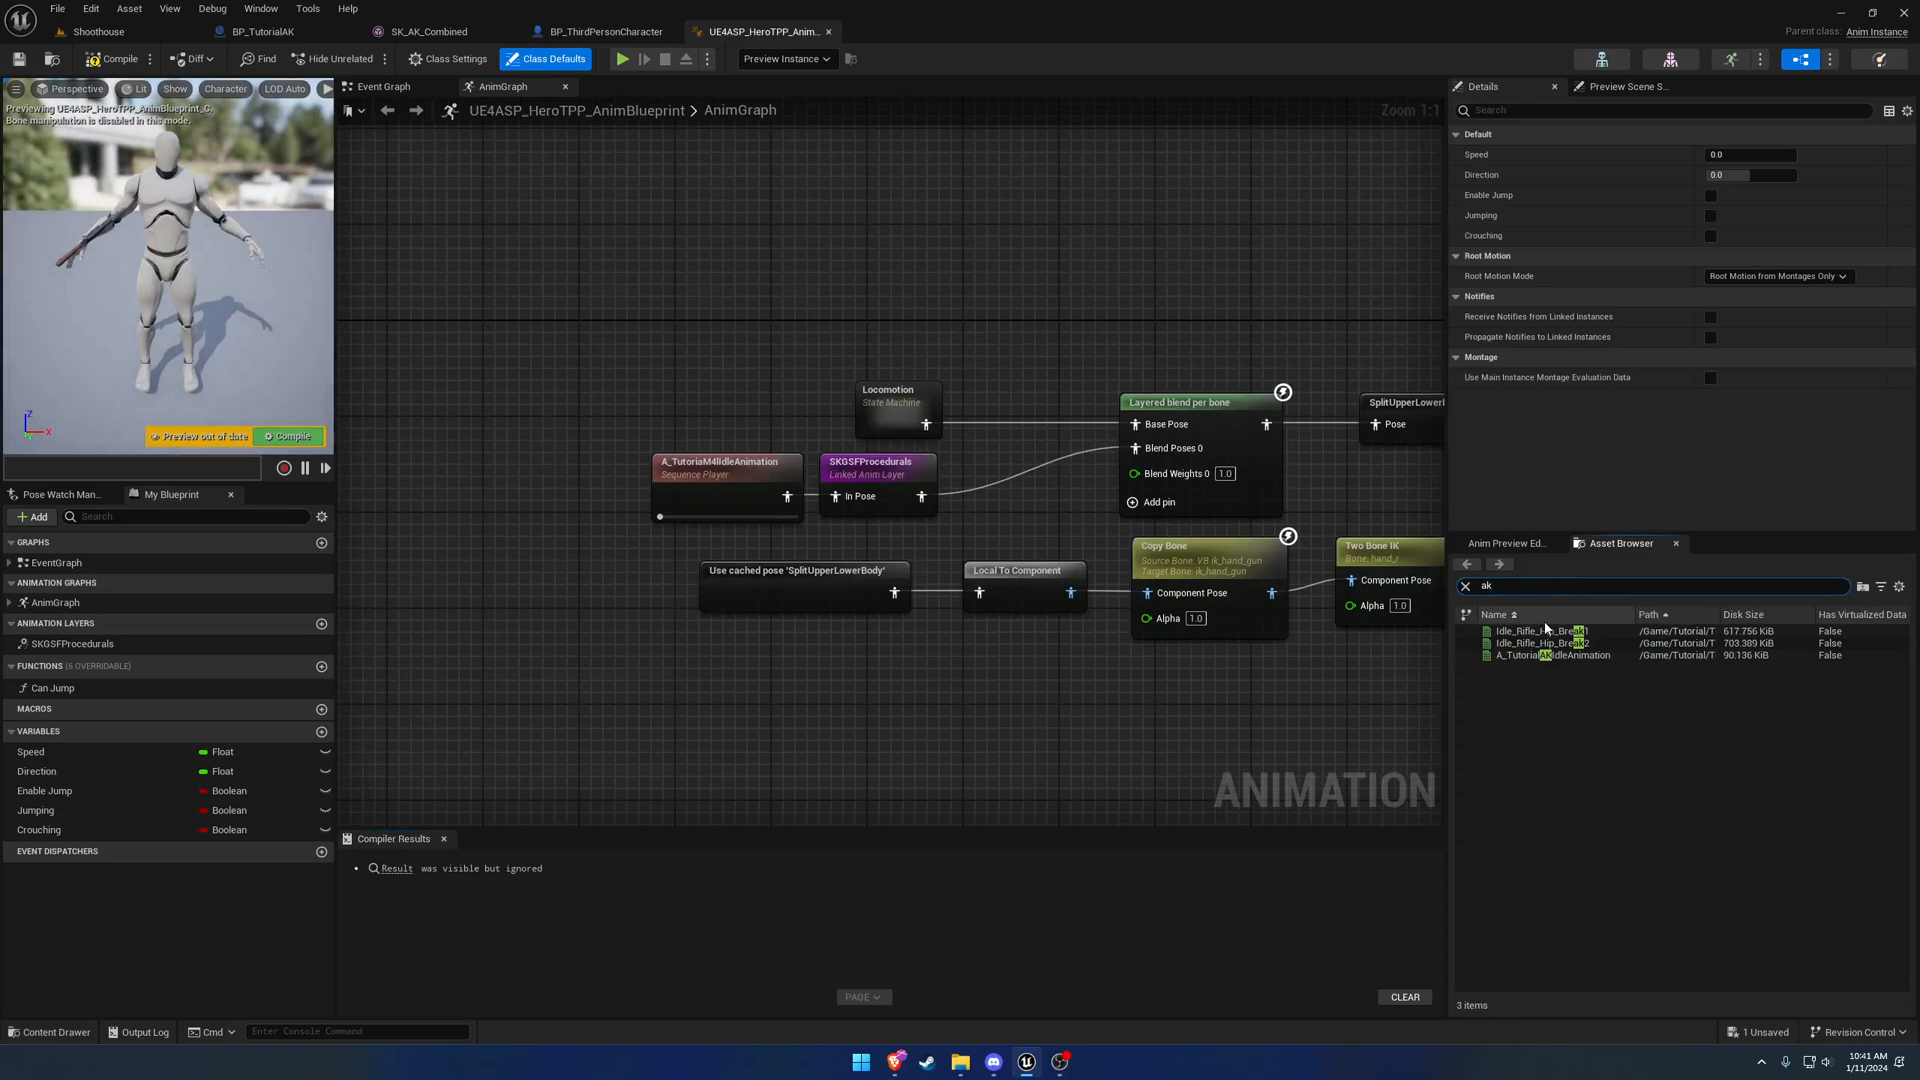 File Edit Asset View Debug Window Tools Help
Shoothouse BP_TutorialAK SK_AK_Combined BP_ThirdPersonCharacter UE4ASP_HeroTPP_Anim...
Parent class: Anim Instance
Compile Diff Find Hide Unrelated Class Settings Class Defaults Preview Instance
Perspective Lit Show Character LOD Auto
Previewing UE4ASP_HeroTPP_AnimBlueprint_C.
Bone manipulation is disabled in this mode.
Z
X
Preview out of date Compile
Pose Watch Man... My Blueprint
Add Search
GRAPHS
EventGraph
ANIMATION GRAPHS
AnimGraph
ANIMATION LAYERS
SKGSFProcedurals
FUNCTIONS (6 OVERRIDABLE)
Can Jump
MACROS
VARIABLES
Speed Float
Direction Float
Enable Jump Boolean
Jumping Boolean
Crouching Boolean
EVENT DISPATCHERS
Event Graph AnimGraph
UE4ASP_HeroTPP_AnimBlueprint > AnimGraph
Zoom 1:1
Locomotion
State Machine
A_TutoriaM4IIdleAnimation
Sequence Player
SKGSFProcedurals
Linked Anim Layer
In Pose
Layered blend per bone
Base Pose
Blend Poses 0
Blend Weights 0 1.0
Add pin
SplitUpperLowerB
Pose
Use cached pose 'SplitUpperLowerBody'
Local To Component
Copy Bone
Source Bone: VB ik_hand_gun
Target Bone: ik_hand_gun
Component Pose
Alpha 1.0
Two Bone IK
Bone: hand_r
Component Pose
Alpha 1.0
ANIMATION
Compiler Results
• Result was visible but ignored
PAGE
CLEAR
Details Preview Scene S...
Search
Default
Speed 0.0
Direction 0.0
Enable Jump
Jumping
Crouching
Root Motion
Root Motion Mode Root Motion from Montages Only
Notifies
Receive Notifies from Linked Instances
Propagate Notifies to Linked Instances
Montage
Use Main Instance Montage Evaluation Data
Anim Preview Ed... Asset Browser
ak
Name Path Disk Size Has Virtualized Data
Idle_Rifle_Hip_Break1 /Game/Tutorial/T 617.756 KiB False
Idle_Rifle_Hip_Break2 /Game/Tutorial/T 703.389 KiB False
A_TutorialAKIdleAnimation /Game/Tutorial/T 90.136 KiB False
3 items
Content Drawer Output Log Cmd Enter Console Command
1 Unsaved Revision Control
10:41 AM
1/11/2024